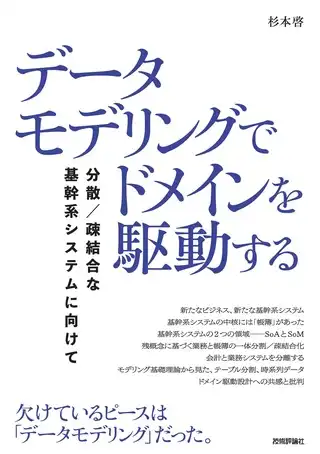 杉本啓
データ
モデリングで
ドメインを
駆動する
分散／疎結合な
基幹系システムに向けて
新たなビジネス、新たな基幹系システム
基幹系システムの中核には「帳簿」があった
基幹系システムの2つの領域──SoAとSoM
残概念に基づく業務と帳簿の一体分割／疎結合化
会計と業務システムを分離する
モデリング基礎理論から見た、テーブル分割、時系列データ
ドメイン駆動設計への共感と批判
欠けているピースは
「データモデリング」だった。
技術評論社